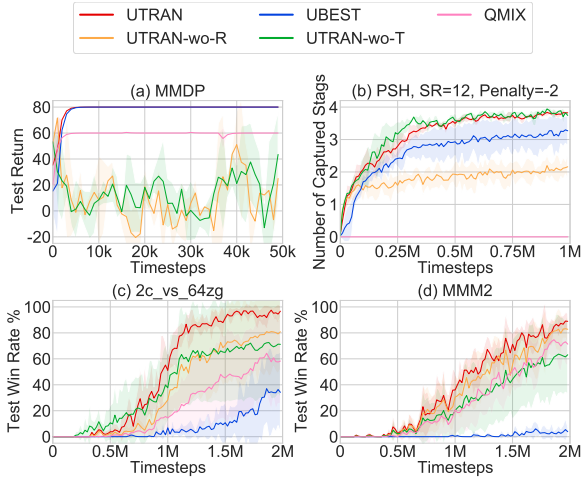 UTRAN UBEST QMIX
UTRAN-wo-R UTRAN-wo-T
(a) MMDP
Test Return
80
60
40
20
0
-20
0 10k 20k 30k 40k 50k
Timesteps
(b) PSH, SR=12, Penalty=-2
Number of Captured Stags
4
3
2
1
0
0 0.25M 0.5M 0.75M 1M
Timesteps
(c) 2c_vs_64zg
Test Win Rate %
100
80
60
40
20
0
0 0.5M 1.0M 1.5M 2M
Timesteps
(d) MMM2
Test Win Rate %
100
80
60
40
20
0
0 0.5M 1.0M 1.5M 2M
Timesteps